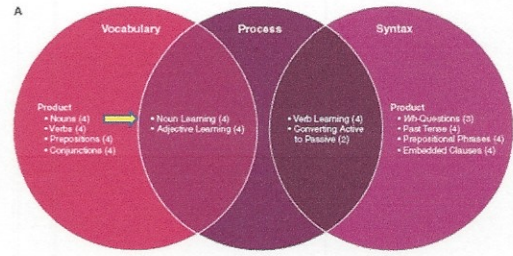 A
Vocabulary
Process
Syntax
Product
• Nouns (4)
• Verbs (4)
• Prepositions (4)
• Conjunctions (4)
• Noun Learning (4)
• Adjective Learning (4)
• Verb Learning (4)
• Converting Active
to Passive (2)
Product
• Wh-Questions (3)
• Past Tense (4)
• Prepositional Phrases (4)
• Embedded Clauses (4)